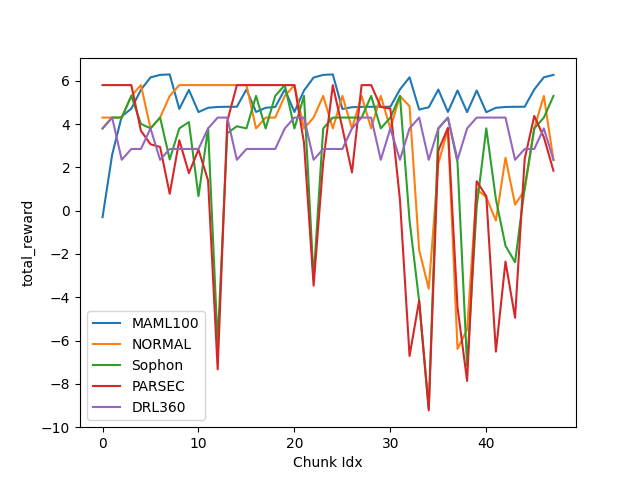 6
4
2
0
−2
−4
−6
−8
−10
total_reward
MAML100
NORMAL
Sophon
PARSEC
DRL360
0 10 20 30 40
Chunk Idx